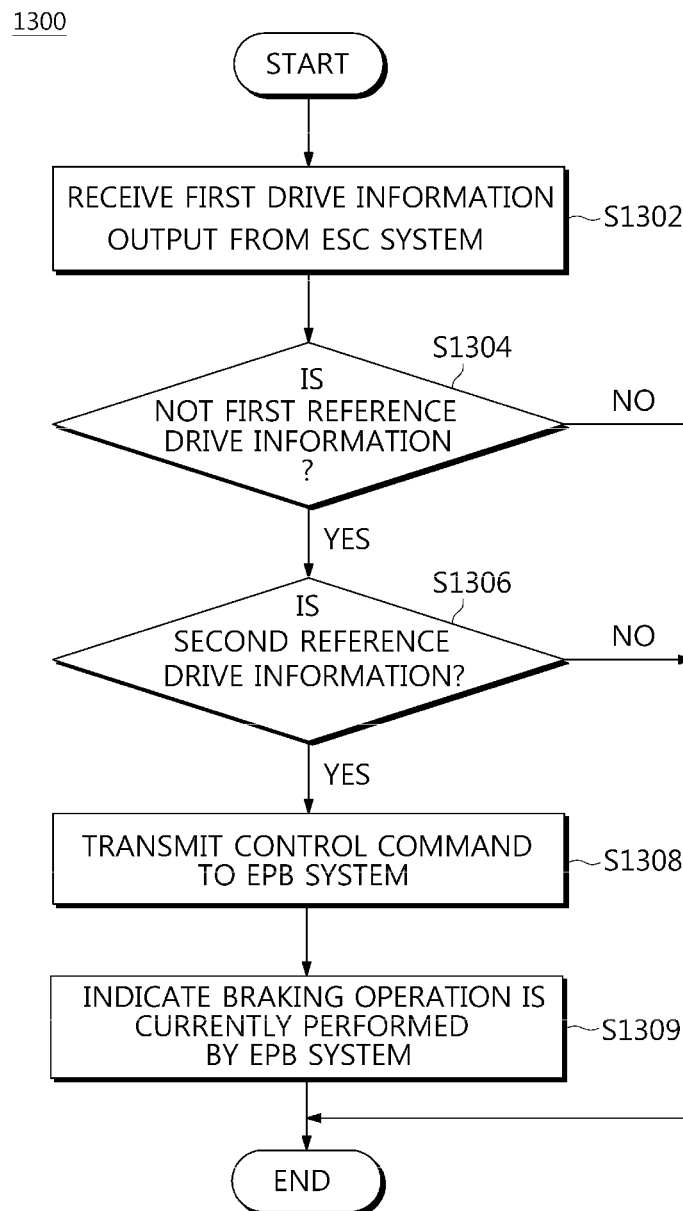 1300
START
RECEIVE FIRST DRIVE INFORMATION
OUTPUT FROM ESC SYSTEM
S1302
S1304
IS
NOT FIRST REFERENCE
DRIVE INFORMATION
?
NO
YES
S1306
IS
SECOND REFERENCE
DRIVE INFORMATION?
NO
YES
TRANSMIT CONTROL COMMAND
TO EPB SYSTEM
S1308
INDICATE BRAKING OPERATION IS
CURRENTLY PERFORMED
BY EPB SYSTEM
S1309
END